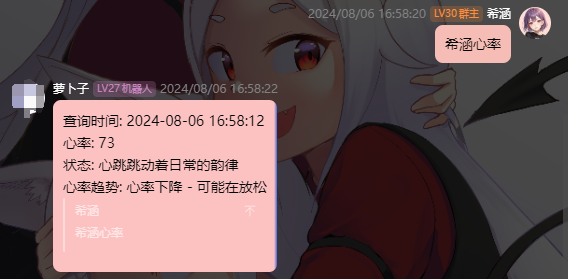 2024/08/06 16:58:20 LV30 群主 希涵
希涵心率
萝卜子 LV27 机器人 2024/08/06 16:58:22
查询时间: 2024-08-06 16:58:12
心率: 73
状态: 心跳跳动着日常的韵律
心率趋势: 心率下降 - 可能在放松
希涵
希涵心率